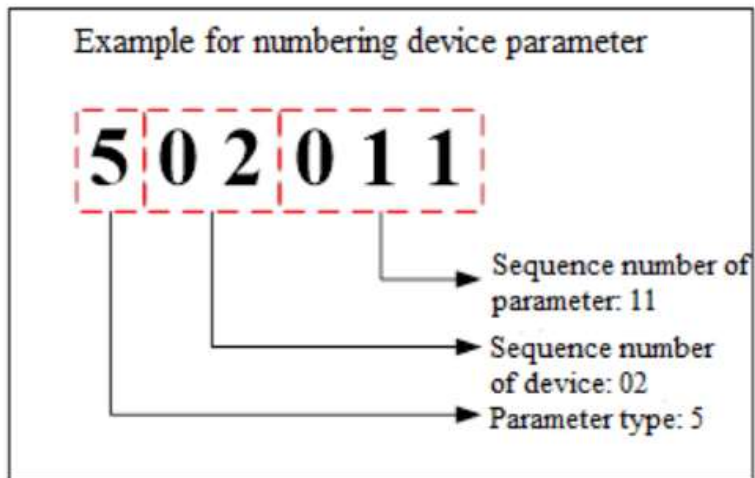 Example for numbering device parameter
5 0 2 0 1 1
Sequence number of
parameter: 11
Sequence number
of device: 02
Parameter type: 5